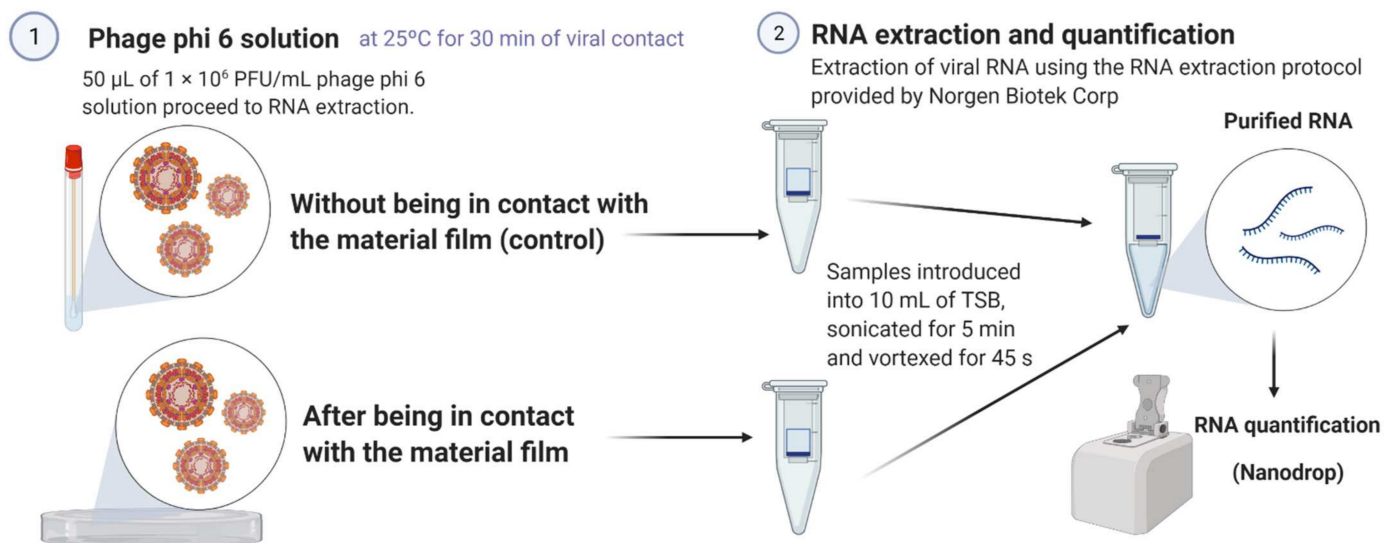 1
Phage phi 6 solution at 25ºC for 30 min of viral contact
50 µL of 1 × 10⁶ PFU/mL phage phi 6
solution proceed to RNA extraction.
Without being in contact with
the material film (control)
After being in contact
with the material film
2
RNA extraction and quantification
Extraction of viral RNA using the RNA extraction protocol
provided by Norgen Biotek Corp
Purified RNA
Samples introduced
into 10 mL of TSB,
sonicated for 5 min
and vortexed for 45 s
RNA quantification
(Nanodrop)